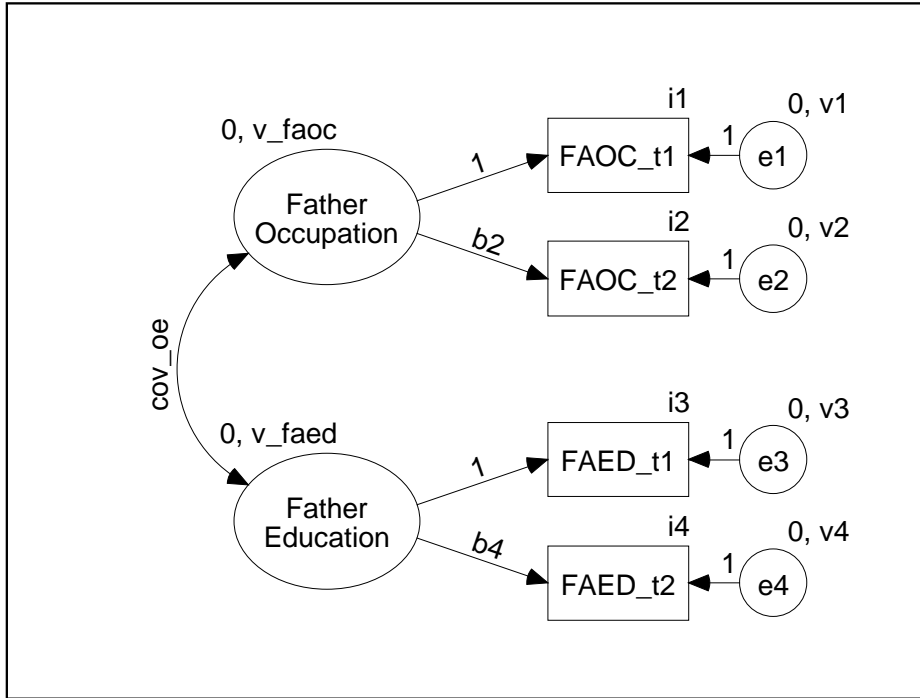 i1
0, v1
0, v_faoc
1
FAOC_t1
1
e1
Father
Occupation
i2
0, v2
b2
FAOC_t2
1
e2
cov_oe
i3
0, v3
0, v_faed
1
FAED_t1
1
e3
Father
Education
i4
0, v4
b4
FAED_t2
1
e4